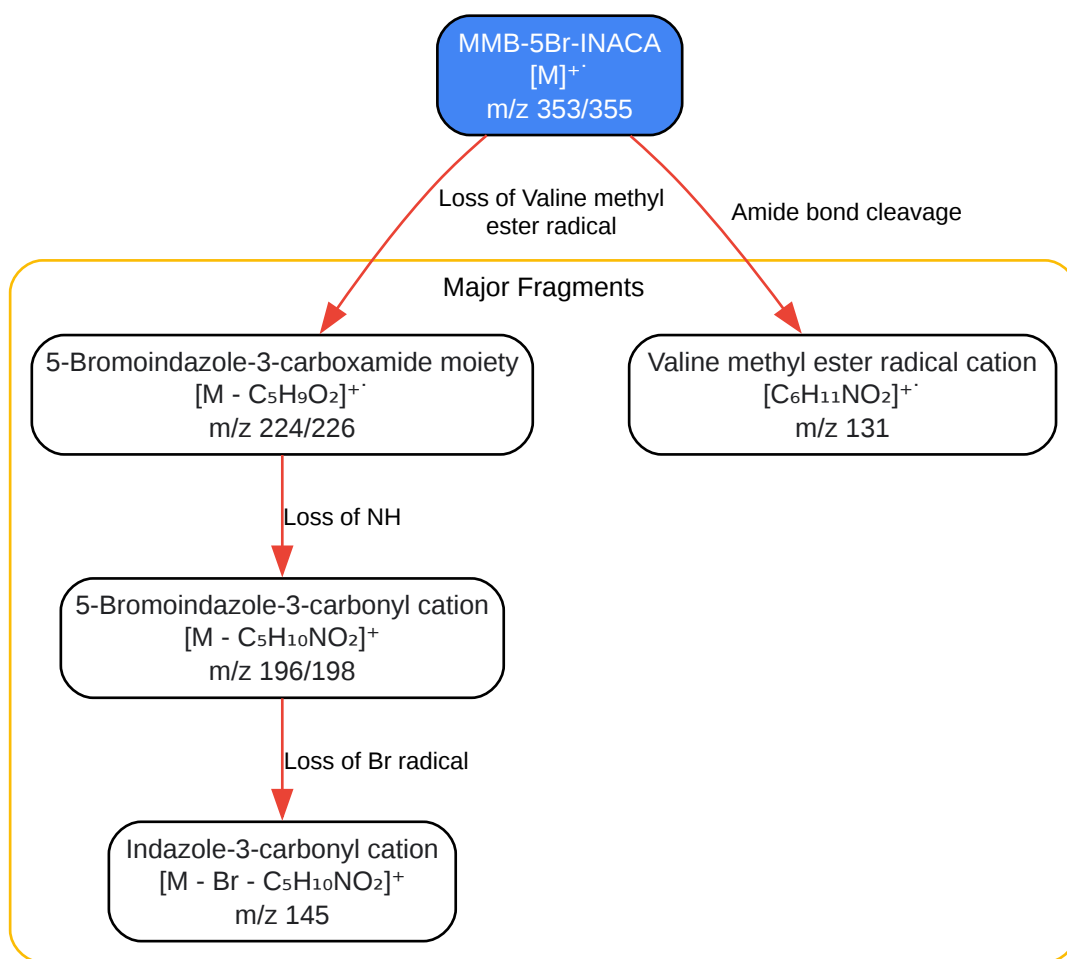 MMB-5Br-INACA
[M]⁺˙
m/z 353/355
Loss of Valine methyl
ester radical
Amide bond cleavage
Major Fragments
5-Bromoindazole-3-carboxamide moiety
[M - C₅H₉O₂]⁺˙
m/z 224/226
Valine methyl ester radical cation
[C₆H₁₁NO₂]⁺˙
m/z 131
Loss of NH
5-Bromoindazole-3-carbonyl cation
[M - C₅H₁₀NO₂]⁺
m/z 196/198
Loss of Br radical
Indazole-3-carbonyl cation
[M - Br - C₅H₁₀NO₂]⁺
m/z 145